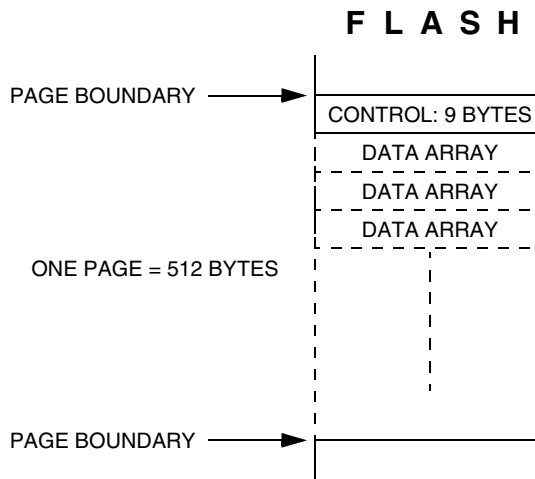 F L A S H
PAGE BOUNDARY
CONTROL: 9 BYTES
DATA ARRAY
DATA ARRAY
DATA ARRAY
ONE PAGE = 512 BYTES
PAGE BOUNDARY